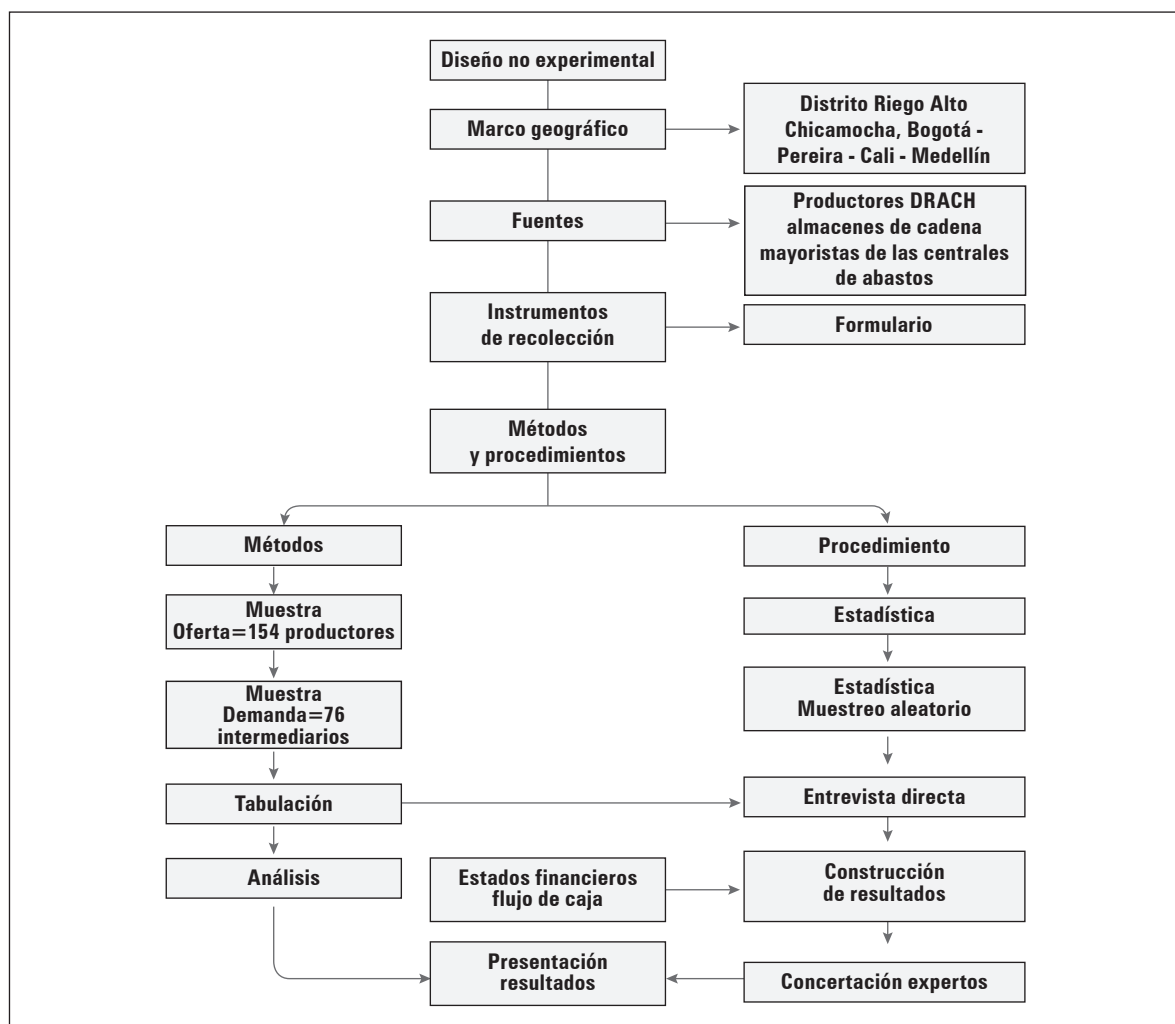 Diseño no experimental
Marco geográfico
Distrito Riego Alto
Chicamocha, Bogotá -
Pereira - Cali - Medellín
Fuentes
Productores DRACH
almacenes de cadena
mayoristas de las centrales
de abastos
Instrumentos
de recolección
Formulario
Métodos
y procedimientos
Métodos
Procedimiento
Muestra
Oferta=154 productores
Estadística
Muestra
Demanda=76
intermediarios
Estadística
Muestreo aleatorio
Tabulación
Entrevista directa
Análisis
Estados financieros
flujo de caja
Construcción
de resultados
Presentación
resultados
Concertación expertos